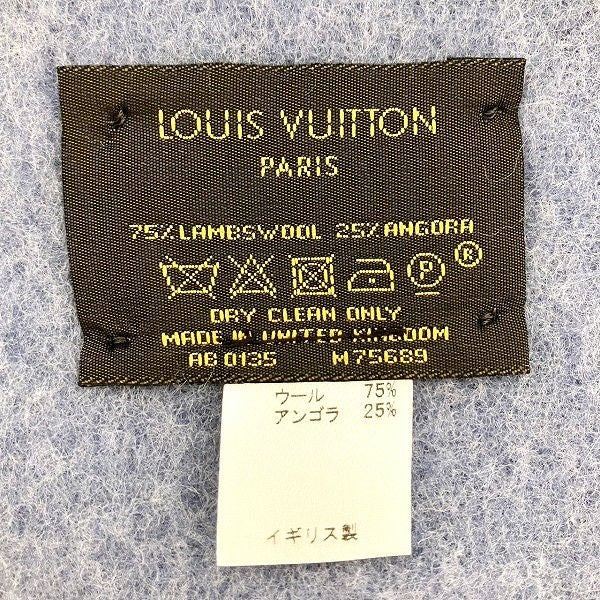 LOUIS VUITTON
PARIS
75% LAMBSWOOL 25% ANGORA
P
R
DRY CLEAN ONLY
MADE IN UNITED KINGDOM
AB 0135 M75689
ウール 75%
アンゴラ 25%
イギリス製